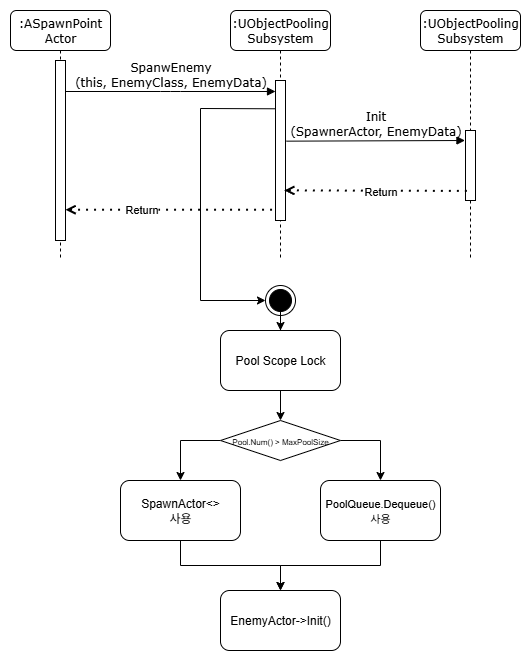 :ASpawnPoint
Actor
:UObjectPooling
Subsystem
:UObjectPooling
Subsystem
SpanwEnemy
(this, EnemyClass, EnemyData)
Init
(SpawnerActor, EnemyData)
Return
Return
Pool Scope Lock
Pool.Num() > MaxPoolSize
SpawnActor<>
사용
PoolQueue.Dequeue()
사용
EnemyActor->Init()